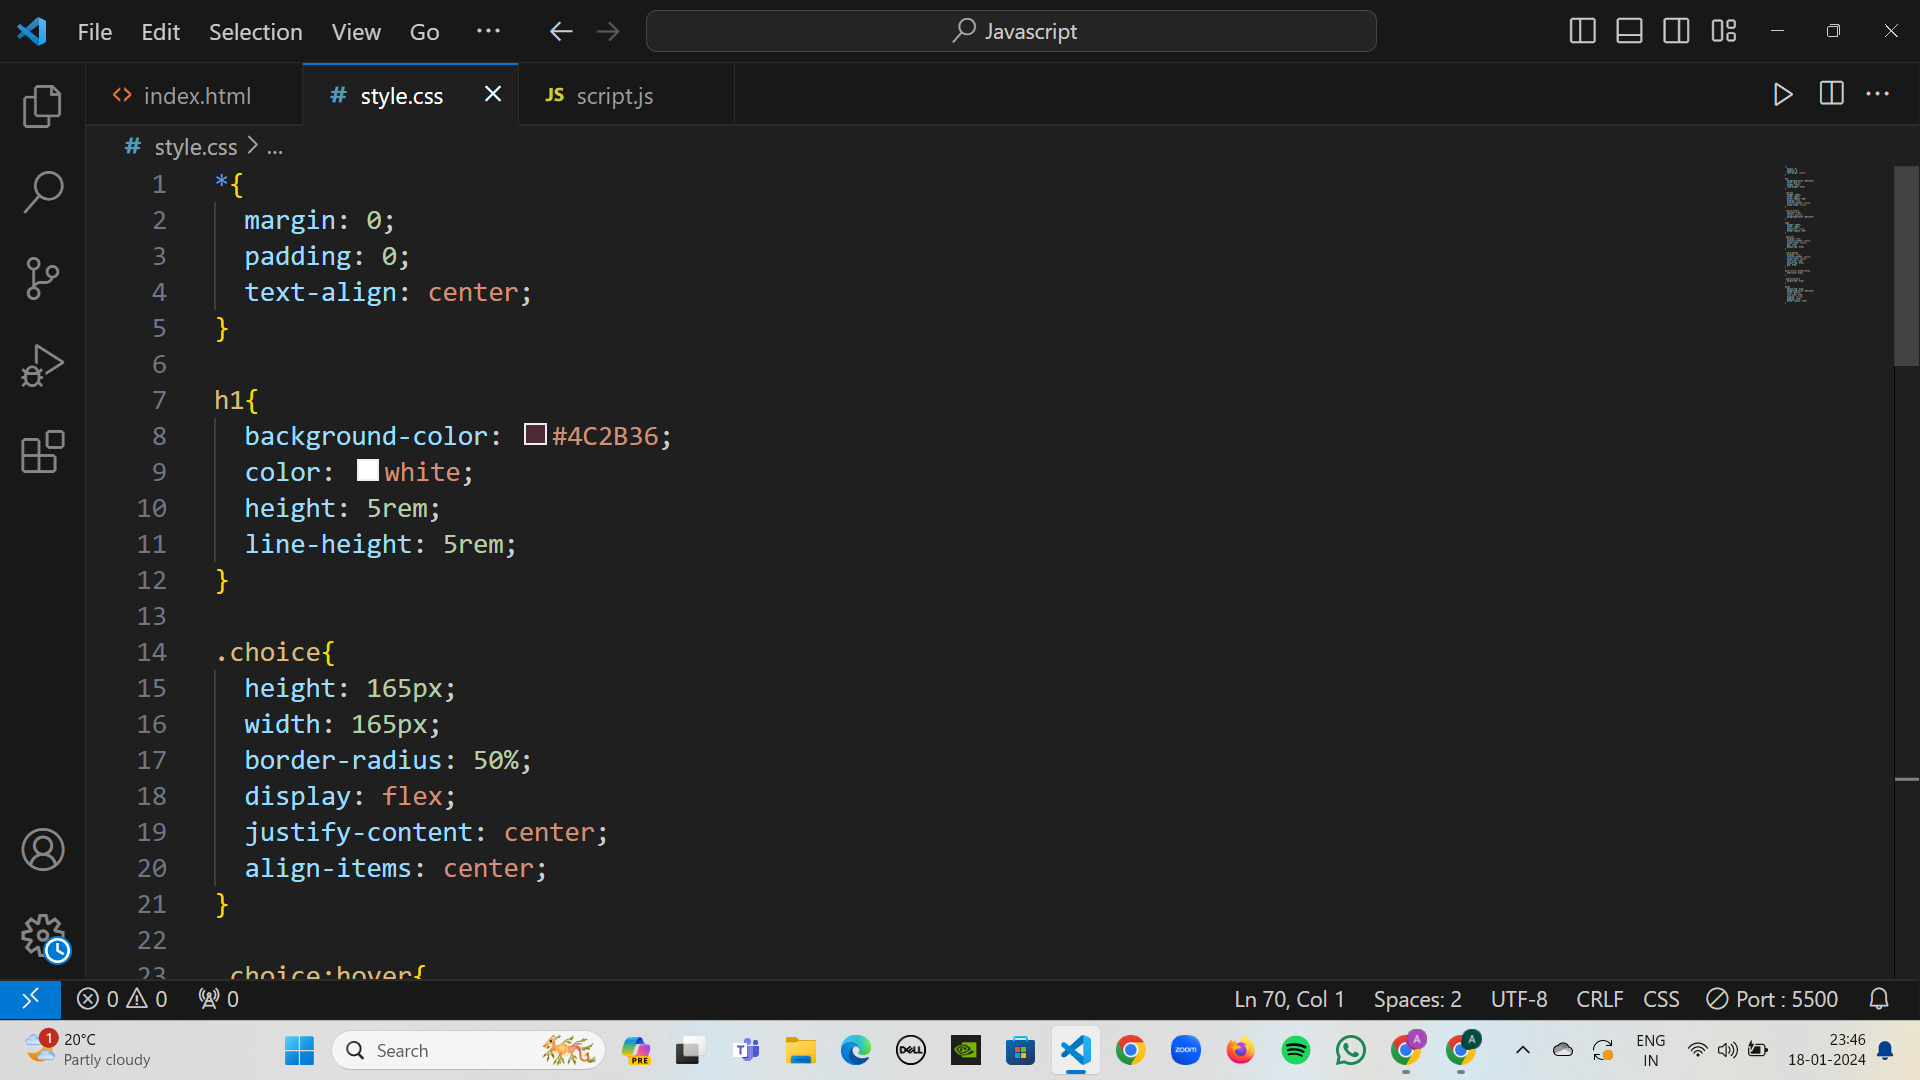 File Edit Selection View Go ... Javascript
index.html style.css script.js
style.css > ...
1 *{
2 margin: 0;
3 padding: 0;
4 text-align: center;
5 }
6
7 h1{
8 background-color: #4C2B36;
9 color: white;
10 height: 5rem;
11 line-height: 5rem;
12 }
13
14 .choice{
15 height: 165px;
16 width: 165px;
17 border-radius: 50%;
18 display: flex;
19 justify-content: center;
20 align-items: center;
21 }
22
23 .choice:hover{
0 0 0 Ln 70, Col 1 Spaces: 2 UTF-8 CRLF CSS Port : 5500
1 20°C
Partly cloudy
Search
PRE
DELL
zoom
A
A
ENG
IN
23:46
18-01-2024